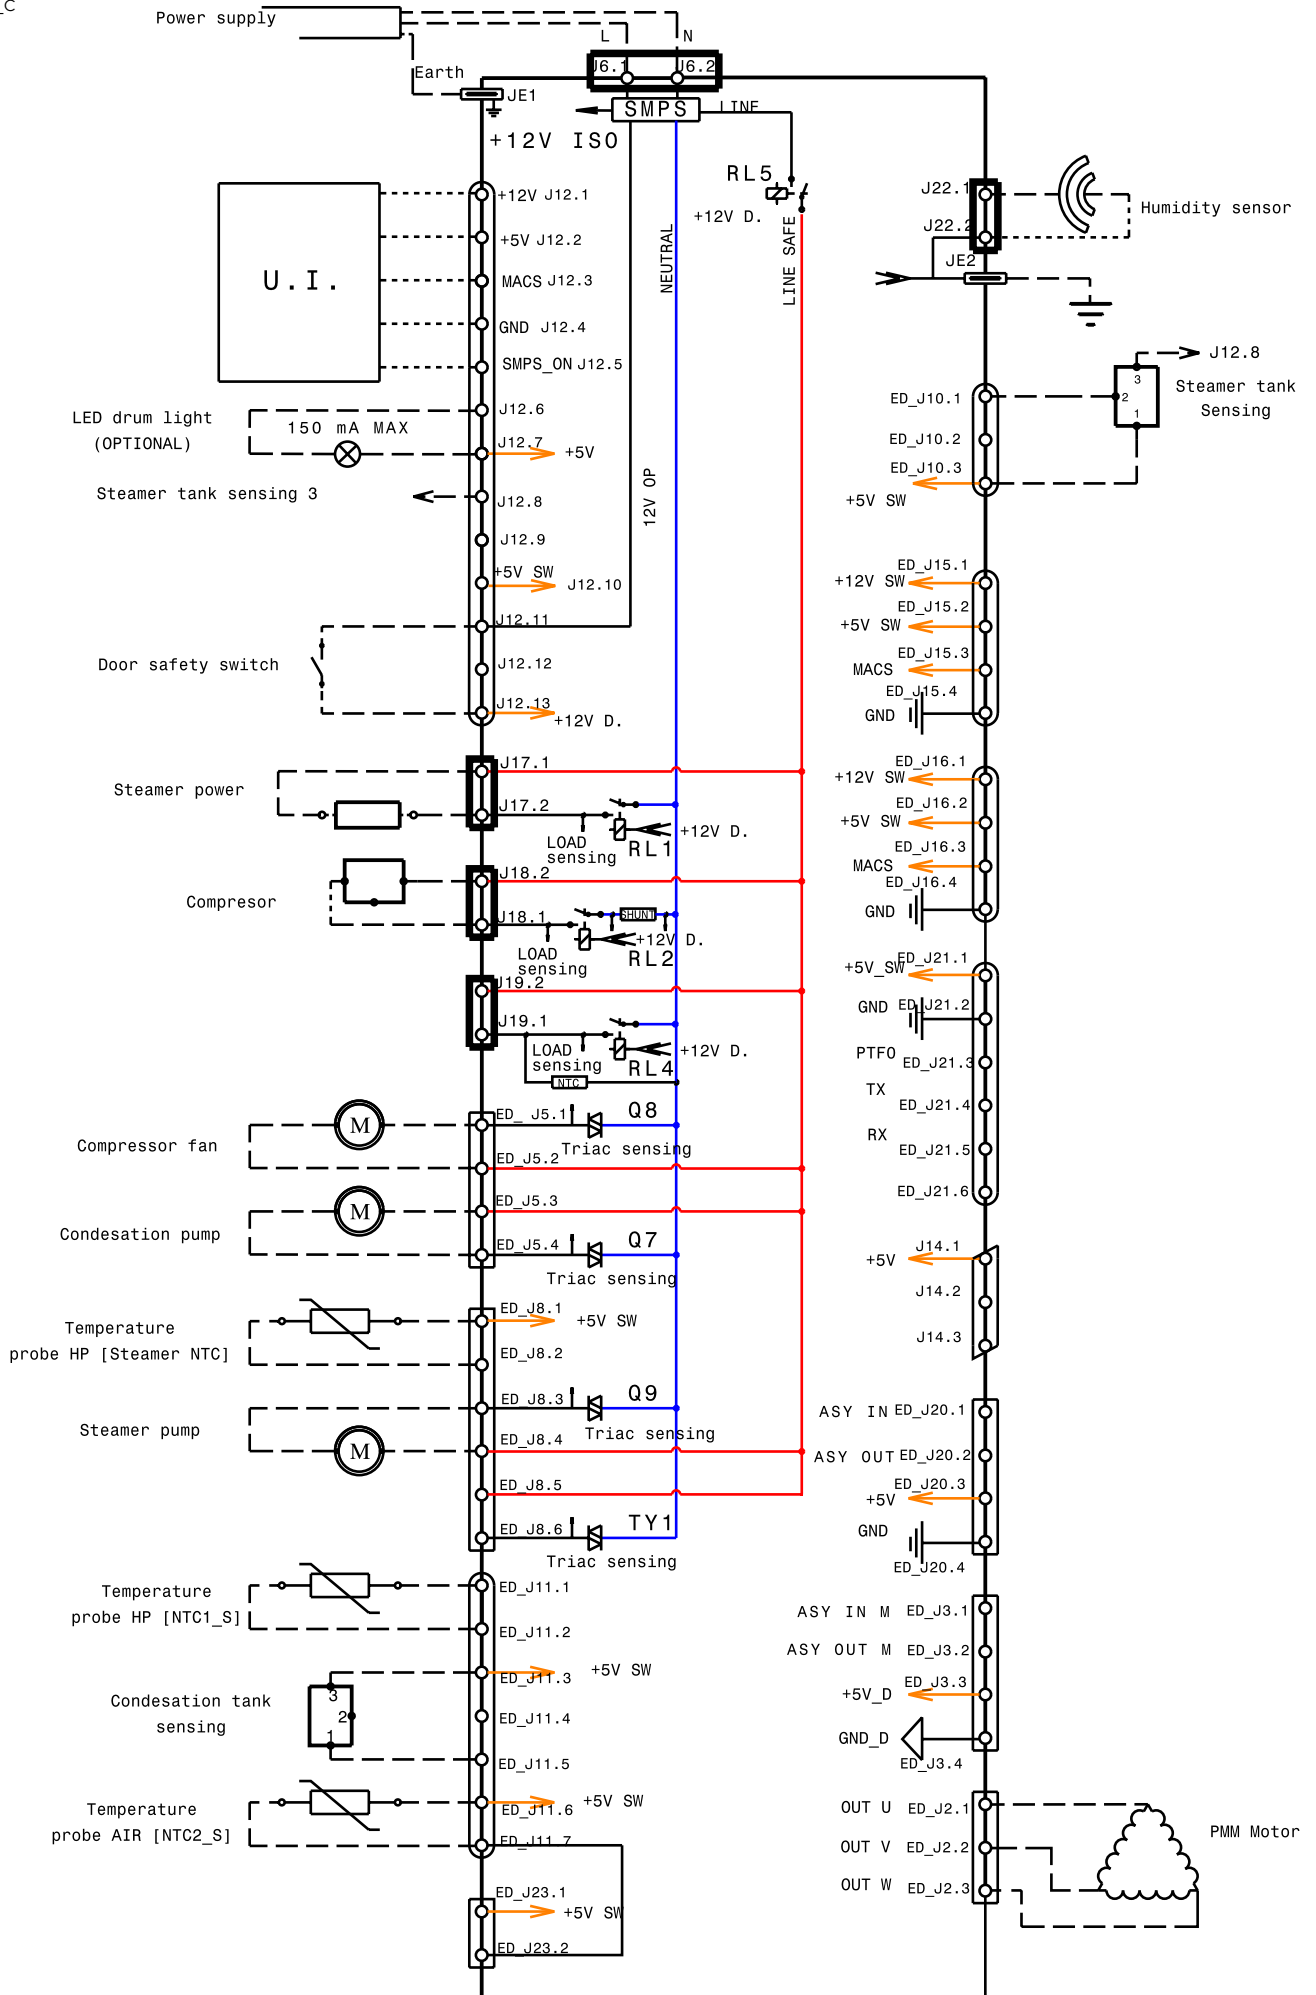 _C
Power supply
L
N
J6.1
J6.2
Earth
JE1
SMPS
LINE
+12V ISO
RL5
+12V D.
NEUTRAL
LINE SAFE
12V OP
U.I.
+12V J12.1
+5V J12.2
MACS J12.3
GND J12.4
SMPS_ON J12.5
LED drum light
(OPTIONAL)
150 mA MAX
J12.6
J12.7
+5V
Steamer tank sensing 3
J12.8
J12.9
+5V SW
J12.10
J12.11
Door safety switch
J12.12
J12.13
+12V D.
Steamer power
J17.1
J17.2
LOAD
sensing
RL1
+12V D.
Compresor
J18.2
J18.1
SHUNT
LOAD
sensing
+12V D.
RL2
J19.2
J19.1
LOAD
sensing
+12V D.
RL4
NTC
Compressor fan
M
ED_ J5.1
Q8
Triac sensing
ED_J5.2
Condesation pump
M
ED_J5.3
ED_J5.4
Q7
Triac sensing
Temperature
probe HP [Steamer NTC]
ED_J8.1
+5V SW
ED_J8.2
Steamer pump
M
ED_J8.3
Q9
Triac sensing
ED_J8.4
ED_J8.5
ED_J8.6
TY1
Triac sensing
Temperature
probe HP [NTC1_S]
ED_J11.1
ED_J11.2
Condesation tank
sensing
3
2
1
ED_J11.3
+5V SW
ED_J11.4
ED_J11.5
Temperature
probe AIR [NTC2_S]
+5V SW
ED_J11.6
ED_J11.7
ED_J23.1
+5V SW
ED_J23.2
J22.1
J22.2
Humidity sensor
JE2
J12.8
Steamer tank
Sensing
3
2
1
ED_J10.1
ED_J10.2
ED_J10.3
+5V SW
ED_J15.1
+12V SW
ED_J15.2
+5V SW
ED_J15.3
MACS
ED_J15.4
GND
ED_J16.1
+12V SW
ED_J16.2
+5V SW
ED_J16.3
MACS
ED_J16.4
GND
ED_J21.1
+5V_SW
GND ED_J21.2
PTF0
ED_J21.3
TX
ED_J21.4
RX
ED_J21.5
ED_J21.6
J14.1
+5V
J14.2
J14.3
ASY IN ED_J20.1
ASY OUT ED_J20.2
ED_J20.3
+5V
GND
ED_J20.4
ASY IN M ED_J3.1
ASY OUT M ED_J3.2
ED_J3.3
+5V_D
GND_D
ED_J3.4
OUT U ED_J2.1
OUT V ED_J2.2
OUT W ED_J2.3
PMM Motor